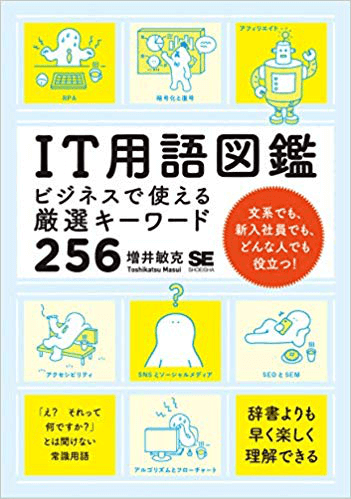 アフィリエイト
RPA
暗号化と復号
IT用語図鑑
ビジネスで使える
厳選キーワード
256
増井敏克
Toshikatsu Masui
SE
SHOEISHA
文系でも、
新入社員でも、
どんな人でも
役立つ!
?
アクセシビリティ
SNSとソーシャルメディア
SEOとSEM
「え? それって
何ですか?」
とは聞けない
常識用語
アルゴリズムとフローチャート
辞書よりも
早く楽しく
理解できる